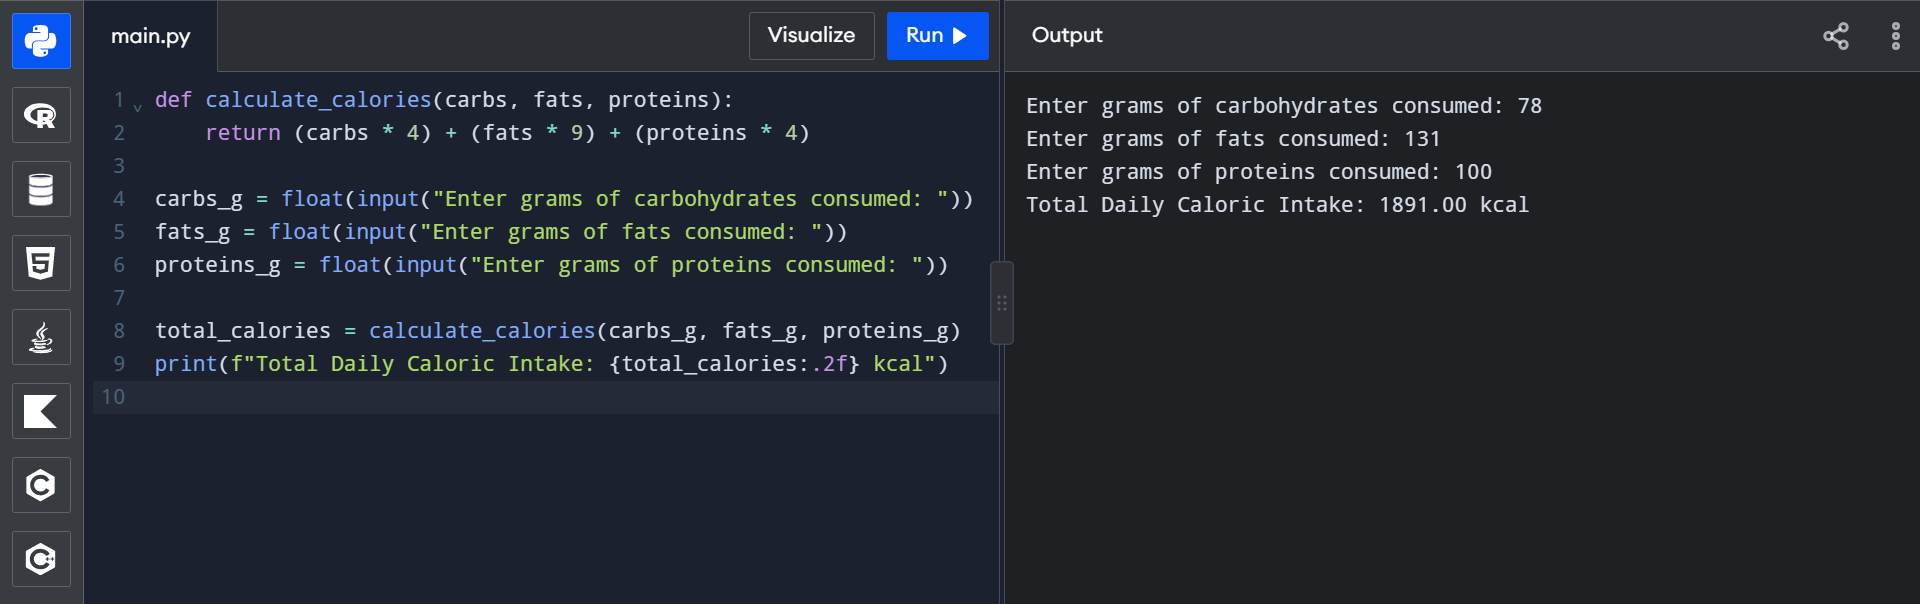 main.py
Visualize
Run
1 def calculate_calories(carbs, fats, proteins):
2     return (carbs * 4) + (fats * 9) + (proteins * 4)
3
4 carbs_g = float(input("Enter grams of carbohydrates consumed: "))
5 fats_g = float(input("Enter grams of fats consumed: "))
6 proteins_g = float(input("Enter grams of proteins consumed: "))
7
8 total_calories = calculate_calories(carbs_g, fats_g, proteins_g)
9 print(f"Total Daily Caloric Intake: {total_calories:.2f} kcal")
10
Output
Enter grams of carbohydrates consumed: 78
Enter grams of fats consumed: 131
Enter grams of proteins consumed: 100
Total Daily Caloric Intake: 1891.00 kcal